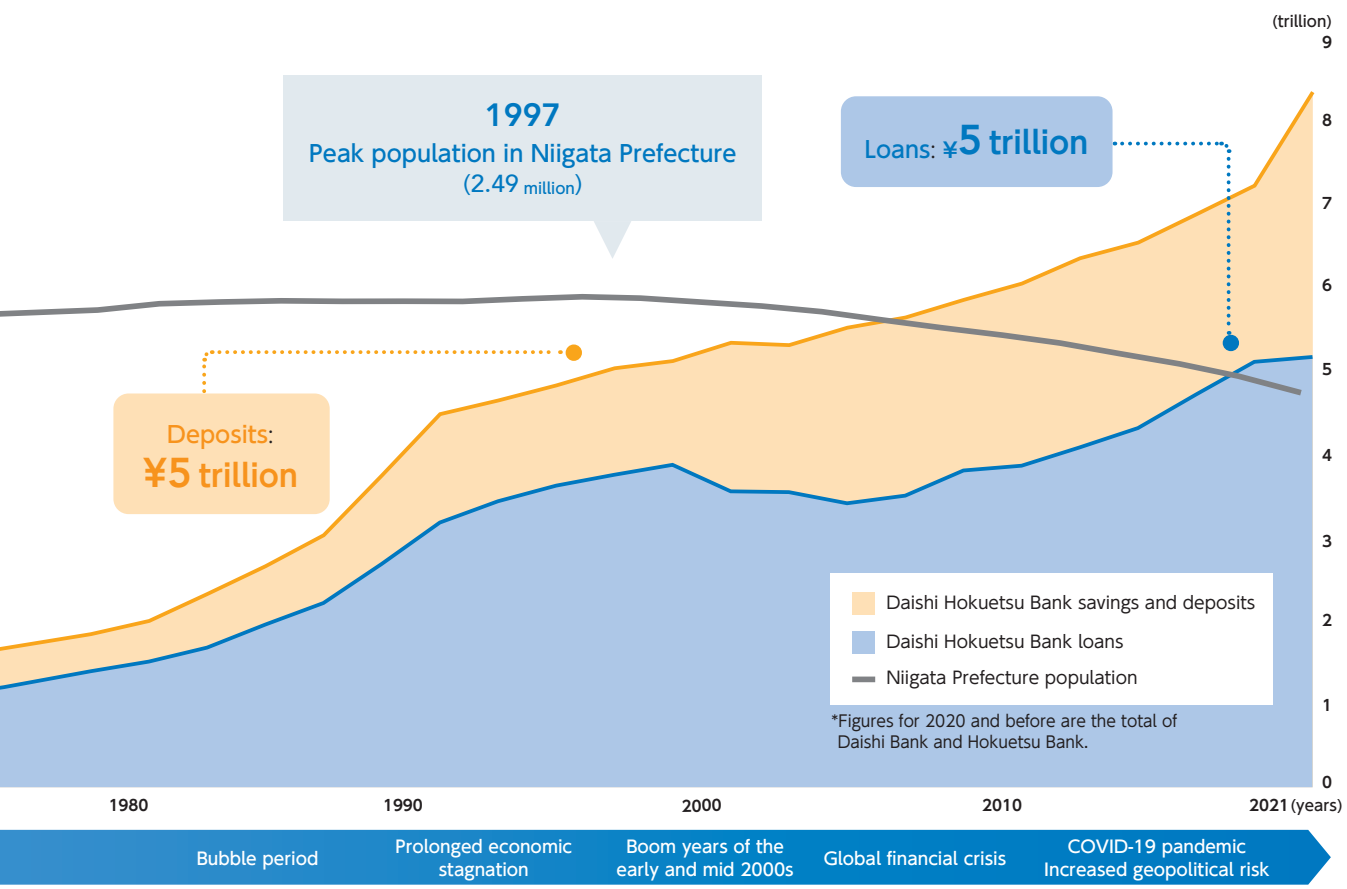 (trillion)
9
8
7
6
5
4
3
2
1
0
1997
Peak population in Niigata Prefecture
(2.49 million)
Loans: ¥5 trillion
Deposits:
¥5 trillion
Daishi Hokuetsu Bank savings and deposits
Daishi Hokuetsu Bank loans
Niigata Prefecture population
*Figures for 2020 and before are the total of
Daishi Bank and Hokuetsu Bank.
1980 1990 2000 2010 2021 (years)
Bubble period
Prolonged economic
stagnation
Boom years of the
early and mid 2000s
Global financial crisis
COVID-19 pandemic
Increased geopolitical risk